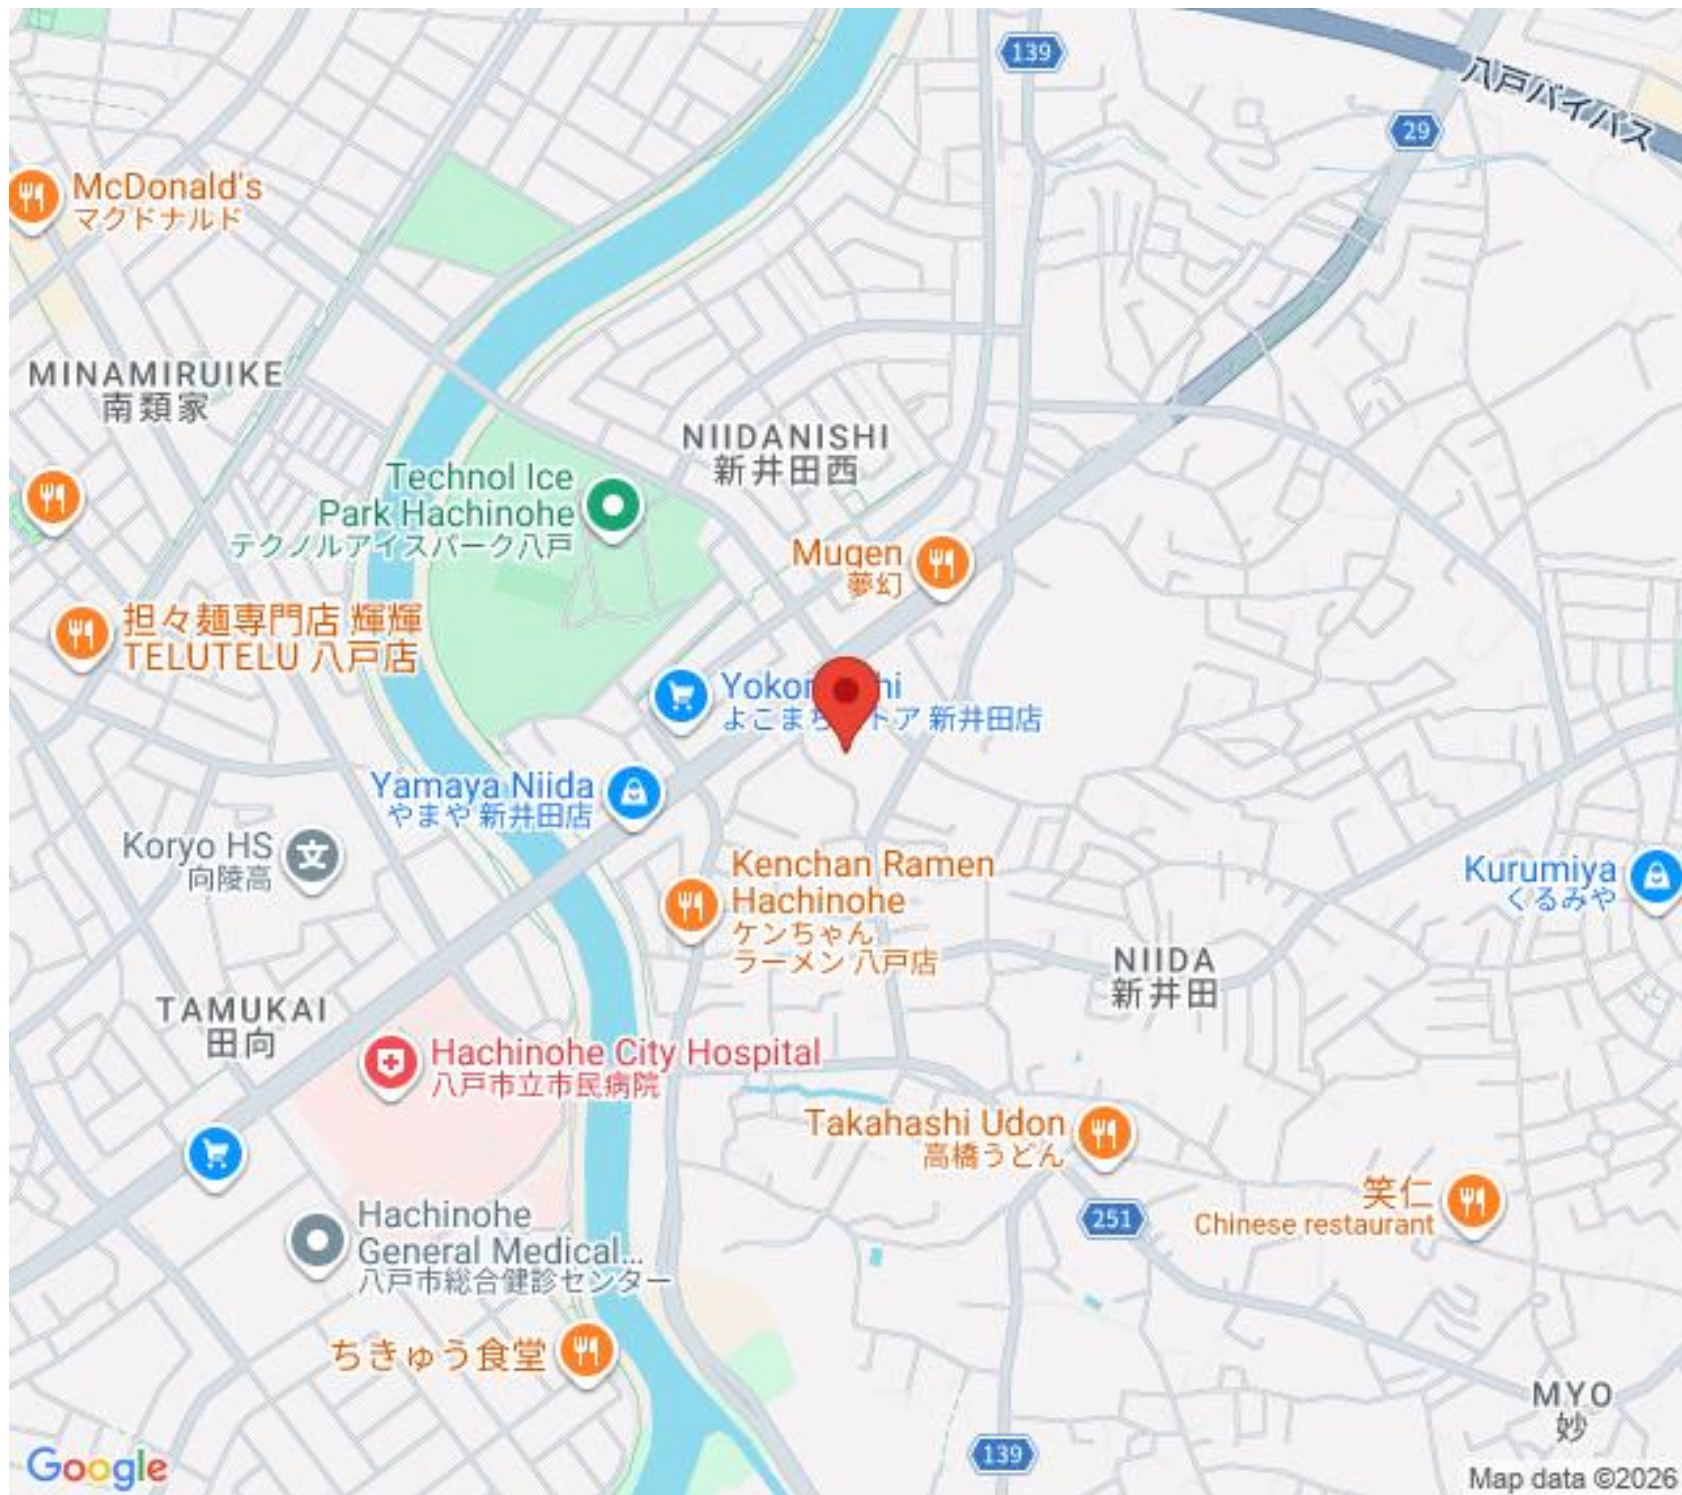 139
八戸バイパス
29
McDonald's
マクドナルド
MINAMIRUIKE
南類家
NIIDANISHI
新井田西
Technol Ice
Park Hachinohe
テクノルアイスパーク八戸
Mugen
夢幻
担々麺専門店 輝輝
TELUTELU 八戸店
新井田店
Yamaya Niida
やまや 新井田店
Koryo HS
向陵高
Kenchan Ramen
Hachinohe
ケンちゃん
ラーメン 八戸店
Kurumiya
くるみや
NIIDA
新井田
TAMUKAI
田向
Hachinohe City Hospital
八戸市立市民病院
Takahashi Udon
高橋うどん
笑仁
Chinese restaurant
251
Hachinohe
General Medical...
八戸市総合健診センター
ちきゅう食堂
MYO
妙
139
Google
Map data ©2026